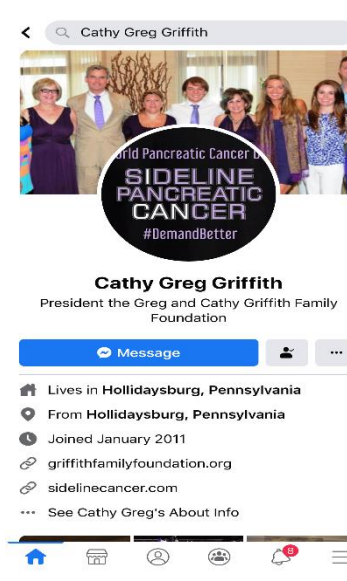 Cathy Greg Griffith
rld Pancreatic Cancer D
SIDELINE
PANCREATIC
CANCER
#DemandBetter
Cathy Greg Griffith
President the Greg and Cathy Griffith Family
Foundation
Message
Lives in Hollidaysburg, Pennsylvania
From Hollidaysburg, Pennsylvania
Joined January 2011
griffithfamilyfoundation.org
sidelinecancer.com
See Cathy Greg's About Info
8